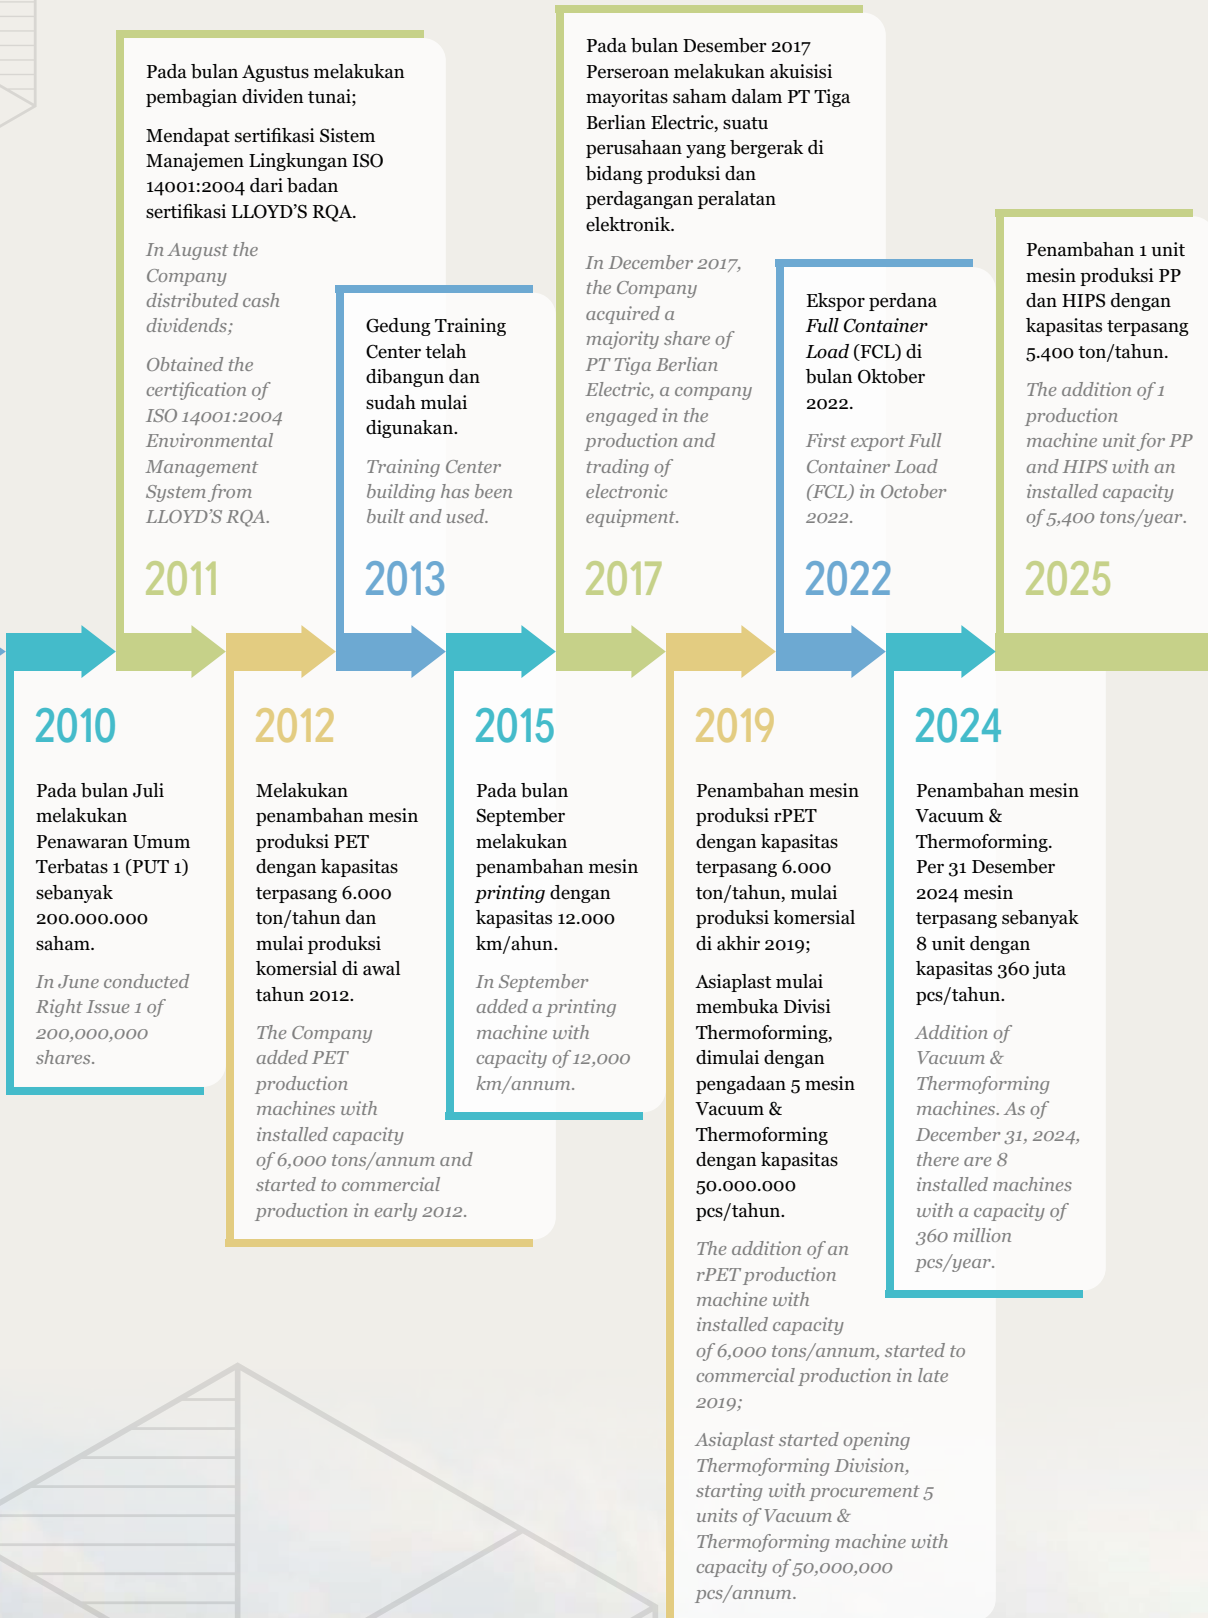 Pada bulan Agustus melakukan
pembagian dividen tunai;
Mendapat sertifikasi Sistem
Manajemen Lingkungan ISO
14001:2004 dari badan
sertifikasi LLOYD’S RQA.
In August the
Company
distributed cash
dividends;
Obtained the
certification of
ISO 14001:2004
Environmental
Management
System from
LLOYD’S RQA.
2011
Gedung Training
Center telah
dibangun dan
sudah mulai
digunakan.
Training Center
building has been
built and used.
2013
Pada bulan Desember 2017
Perseroan melakukan akuisisi
mayoritas saham dalam PT Tiga
Berlian Electric, suatu
perusahaan yang bergerak di
bidang produksi dan
perdagangan peralatan
elektronik.
In December 2017,
the Company
acquired a
majority share of
PT Tiga Berlian
Electric, a company
engaged in the
production and
trading of
electronic
equipment.
2017
Ekspor perdana
Full Container
Load (FCL) di
bulan Oktober
2022.
First export Full
Container Load
(FCL) in October
2022.
2022
Penambahan 1 unit
mesin produksi PP
dan HIPS dengan
kapasitas terpasang
5.400 ton/tahun.
The addition of 1
production
machine unit for PP
and HIPS with an
installed capacity
of 5,400 tons/year.
2025
2010
Pada bulan Juli
melakukan
Penawaran Umum
Terbatas 1 (PUT 1)
sebanyak
200.000.000
saham.
In June conducted
Right Issue 1 of
200,000,000
shares.
2012
Melakukan
penambahan mesin
produksi PET
dengan kapasitas
terpasang 6.000
ton/tahun dan
mulai produksi
komersial di awal
tahun 2012.
The Company
added PET
production
machines with
installed capacity
of 6,000 tons/annum and
started to commercial
production in early 2012.
2015
Pada bulan
September
melakukan
penambahan mesin
printing dengan
kapasitas 12.000
km/ahun.
In September
added a printing
machine with
capacity of 12,000
km/annum.
2019
Penambahan mesin
produksi rPET
dengan kapasitas
terpasang 6.000
ton/tahun, mulai
produksi komersial
di akhir 2019;
Asiaplast mulai
membuka Divisi
Thermoforming,
dimulai dengan
pengadaan 5 mesin
Vacuum &
Thermoforming
dengan kapasitas
50.000.000
pcs/tahun.
The addition of an
rPET production
machine with
installed capacity
of 6,000 tons/annum, started to
commercial production in late
2019;
Asiaplast started opening
Thermoforming Division,
starting with procurement 5
units of Vacuum &
Thermoforming machine with
capacity of 50,000,000
pcs/annum.
2024
Penambahan mesin
Vacuum &
Thermoforming.
Per 31 Desember
2024 mesin
terpasang sebanyak
8 unit dengan
kapasitas 360 juta
pcs/tahun.
Addition of
Vacuum &
Thermoforming
machines. As of
December 31, 2024,
there are 8
installed machines
with a capacity of
360 million
pcs/year.